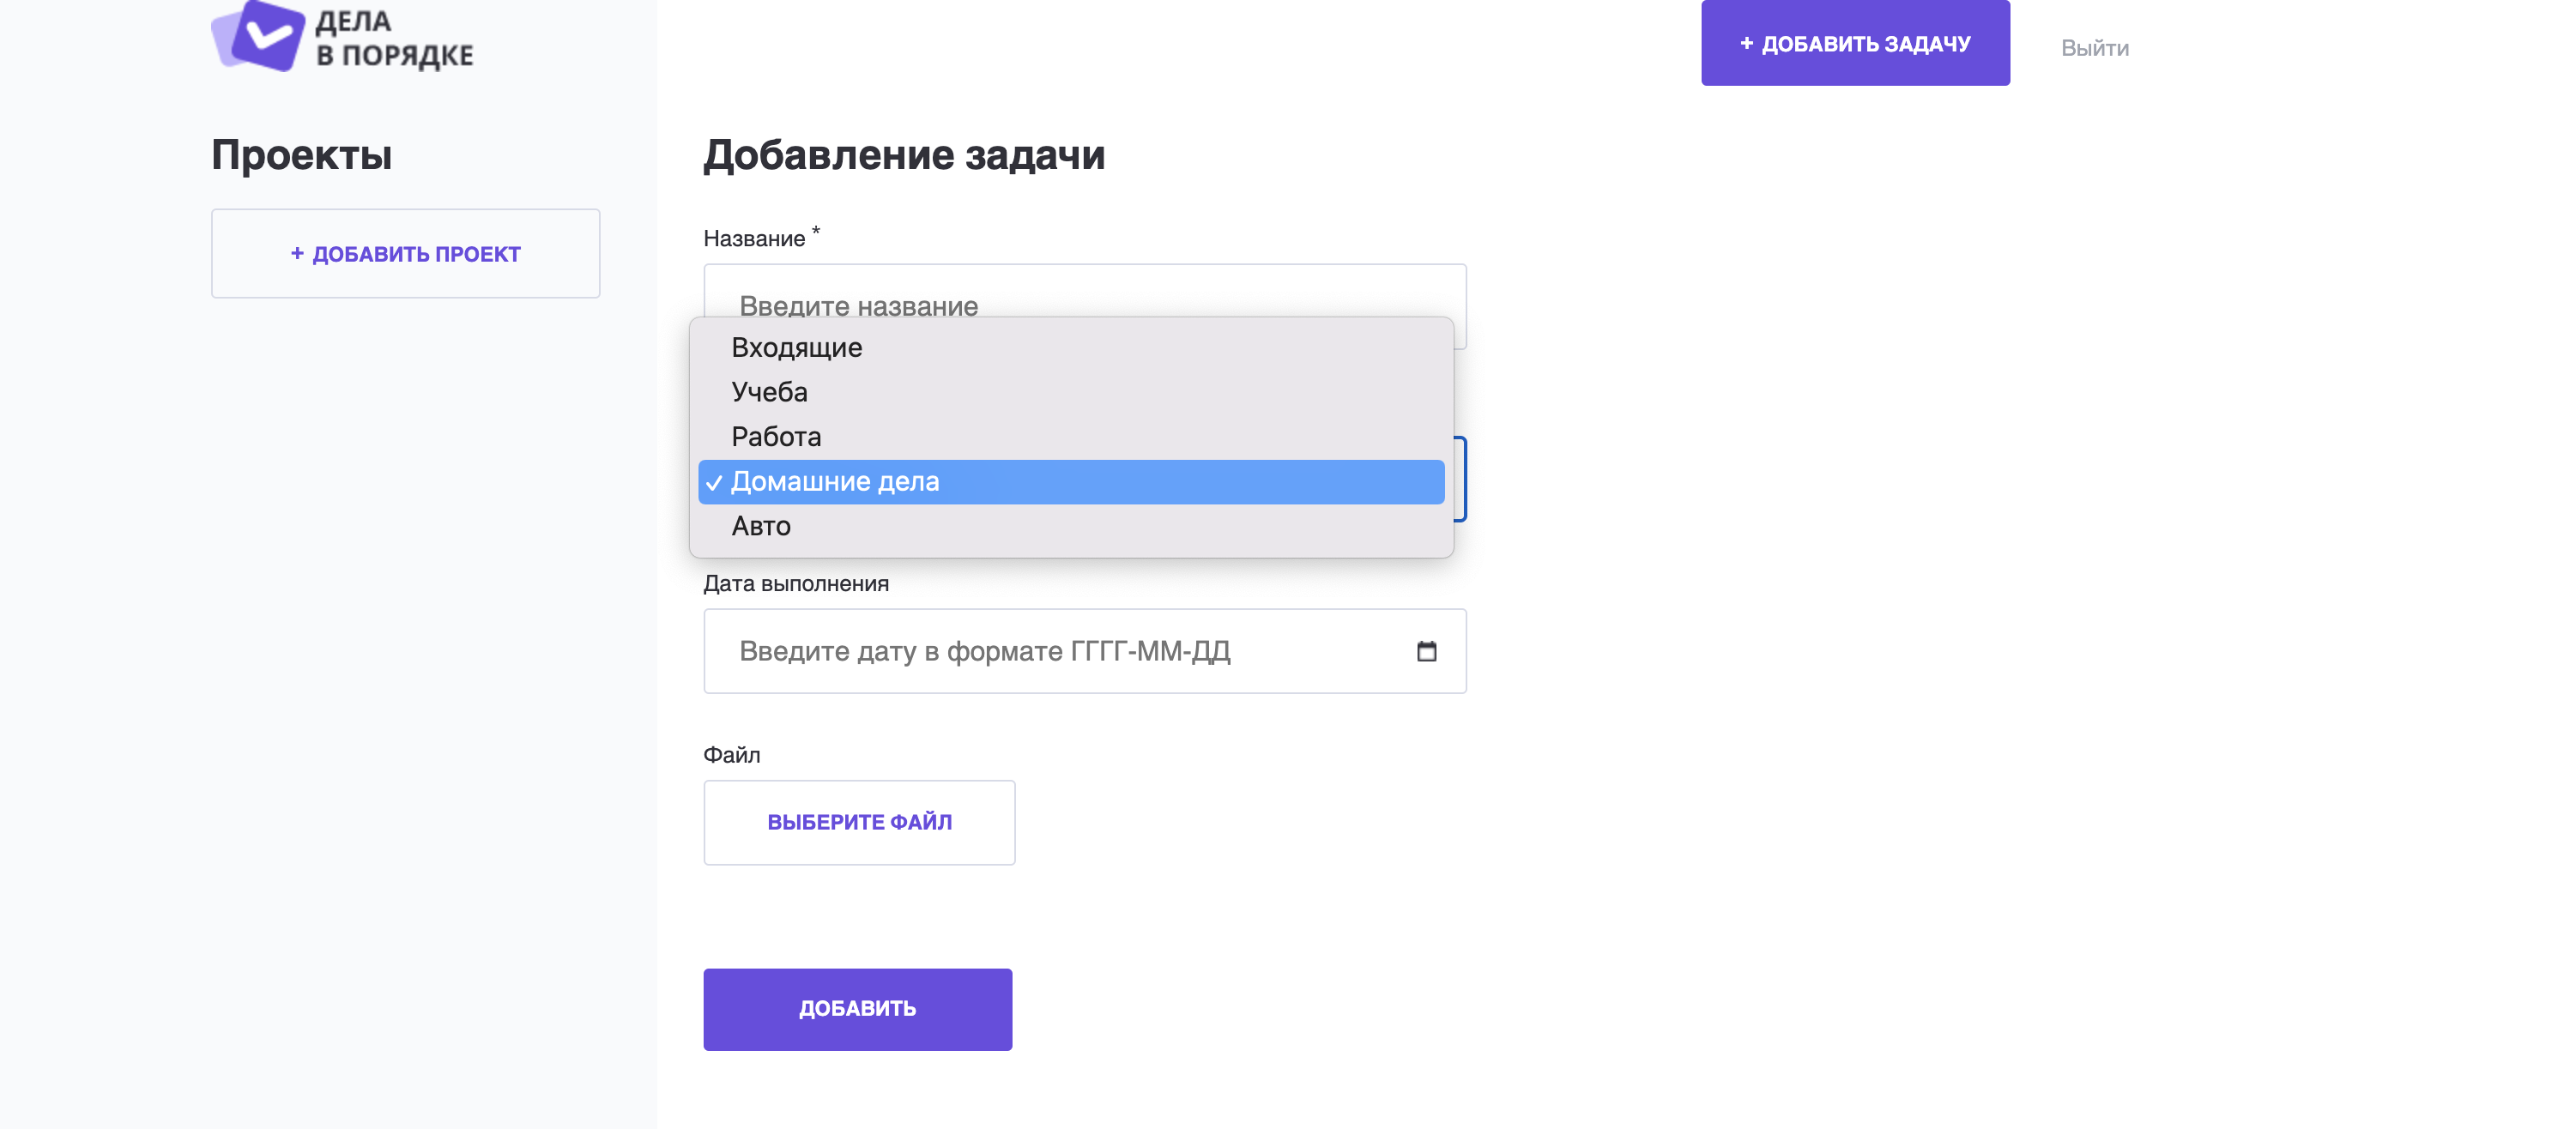 ДЕЛА
В ПОРЯДКЕ
+ ДОБАВИТЬ ЗАДАЧУ
Выйти
Проекты
+ ДОБАВИТЬ ПРОЕКТ
Добавление задачи
Название *
Введите название
Входящие
Учеба
Работа
Домашние дела
Авто
Дата выполнения
Введите дату в формате ГГГГ-ММ-ДД
Файл
ВЫБЕРИТЕ ФАЙЛ
ДОБАВИТЬ